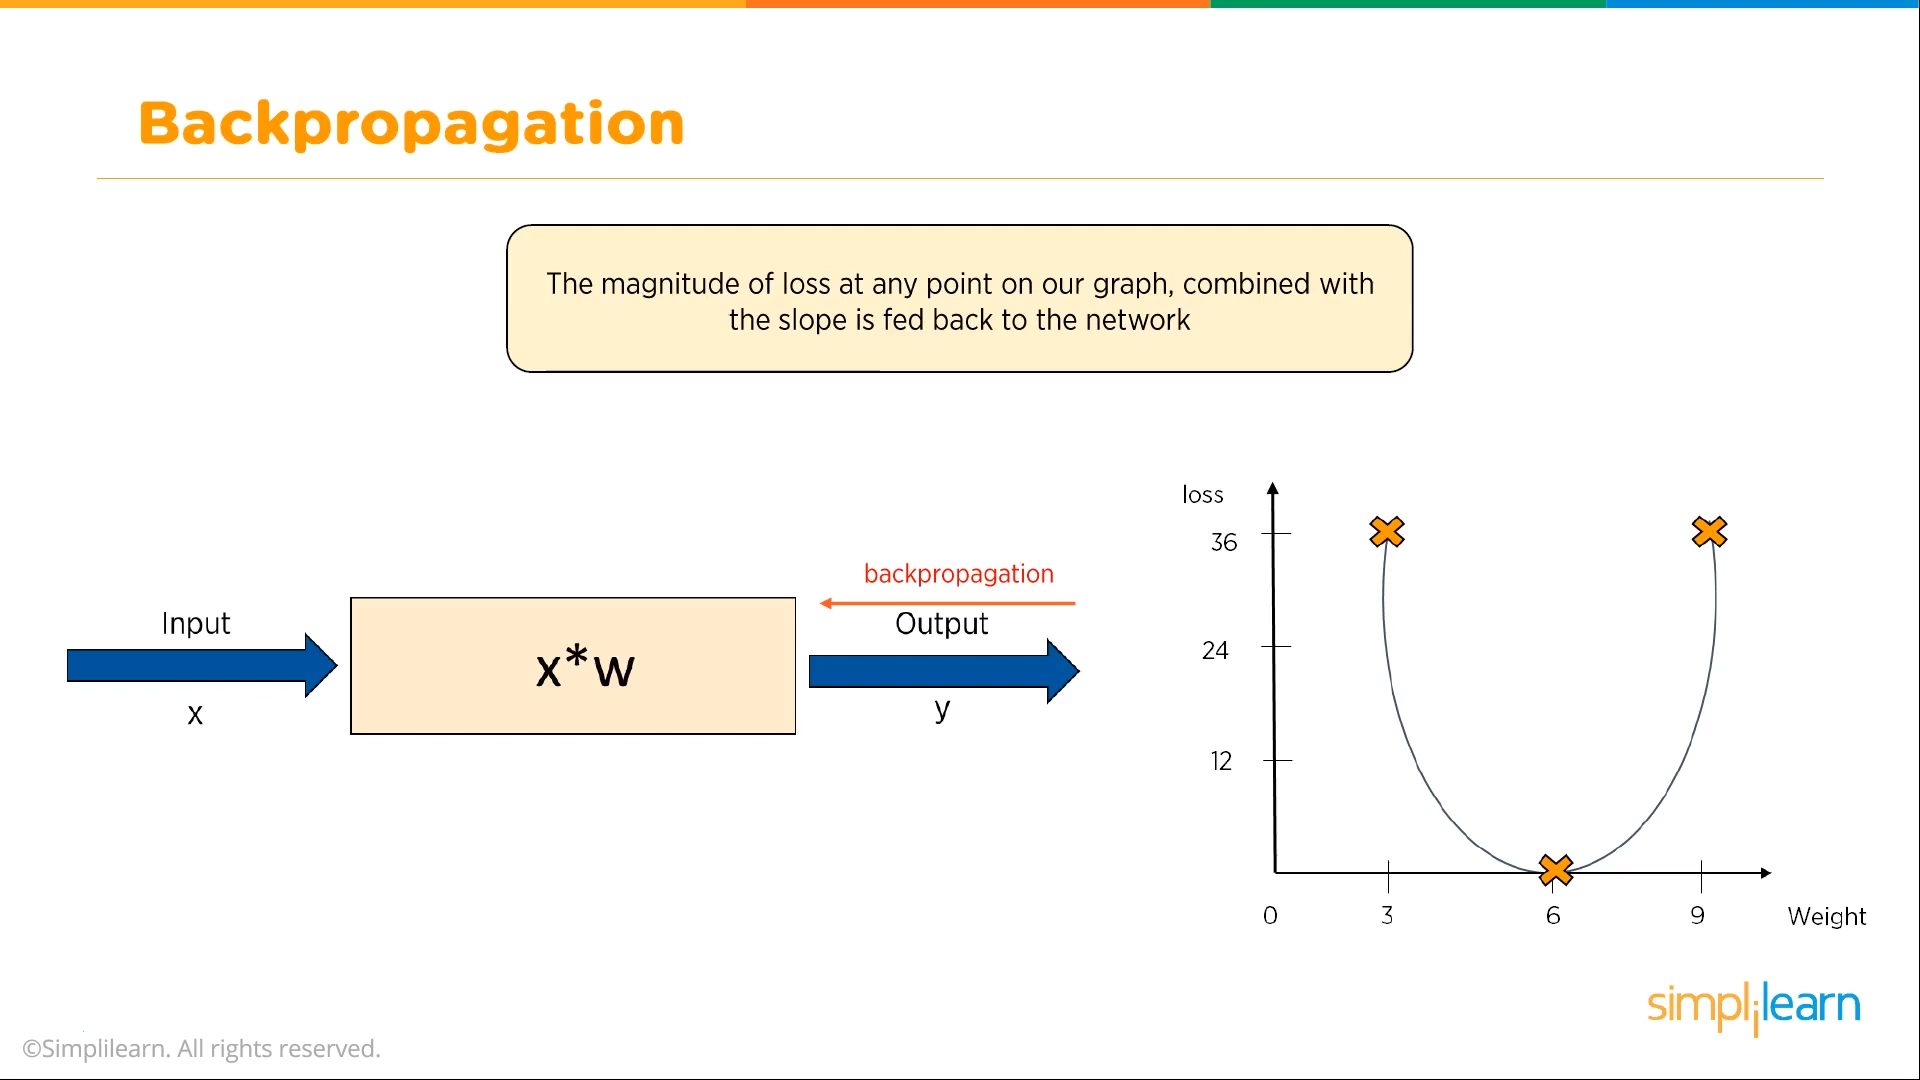 Backpropagation
The magnitude of loss at any point on our graph, combined with
the slope is fed back to the network
Input
x
x*w
backpropagation
Output
y
loss
36
24
12
0
3
6
9
Weight
simplilearn
©Simplilearn. All rights reserved.